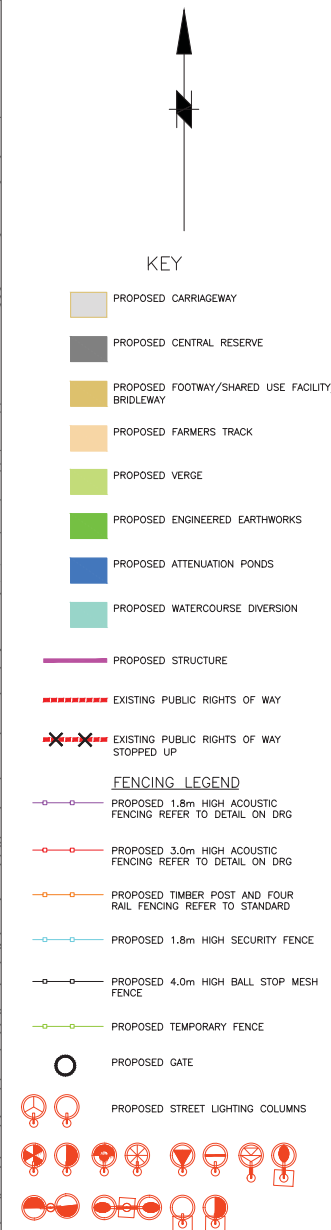 KEY
PROPOSED CARRIAGEWAY
PROPOSED CENTRAL RESERVE
PROPOSED FOOTWAY/SHARED USE FACILITY
BRIDLEWAY
PROPOSED FARMERS TRACK
PROPOSED VERGE
PROPOSED ENGINEERED EARTHWORKS
PROPOSED ATTENUATION PONDS
PROPOSED WATERCOURSE DIVERSION
PROPOSED STRUCTURE
EXISTING PUBLIC RIGHTS OF WAY
EXISTING PUBLIC RIGHTS OF WAY
STOPPED UP
FENCING LEGEND
PROPOSED 1.8m HIGH ACOUSTIC
FENCING REFER TO DETAIL ON DRG
PROPOSED 3.0m HIGH ACOUSTIC
FENCING REFER TO DETAIL ON DRG
PROPOSED TIMBER POST AND FOUR
RAIL FENCING REFER TO STANDARD
PROPOSED 1.8m HIGH SECURITY FENCE
PROPOSED 4.0m HIGH BALL STOP MESH
FENCE
PROPOSED TEMPORARY FENCE
PROPOSED GATE
PROPOSED STREET LIGHTING COLUMNS